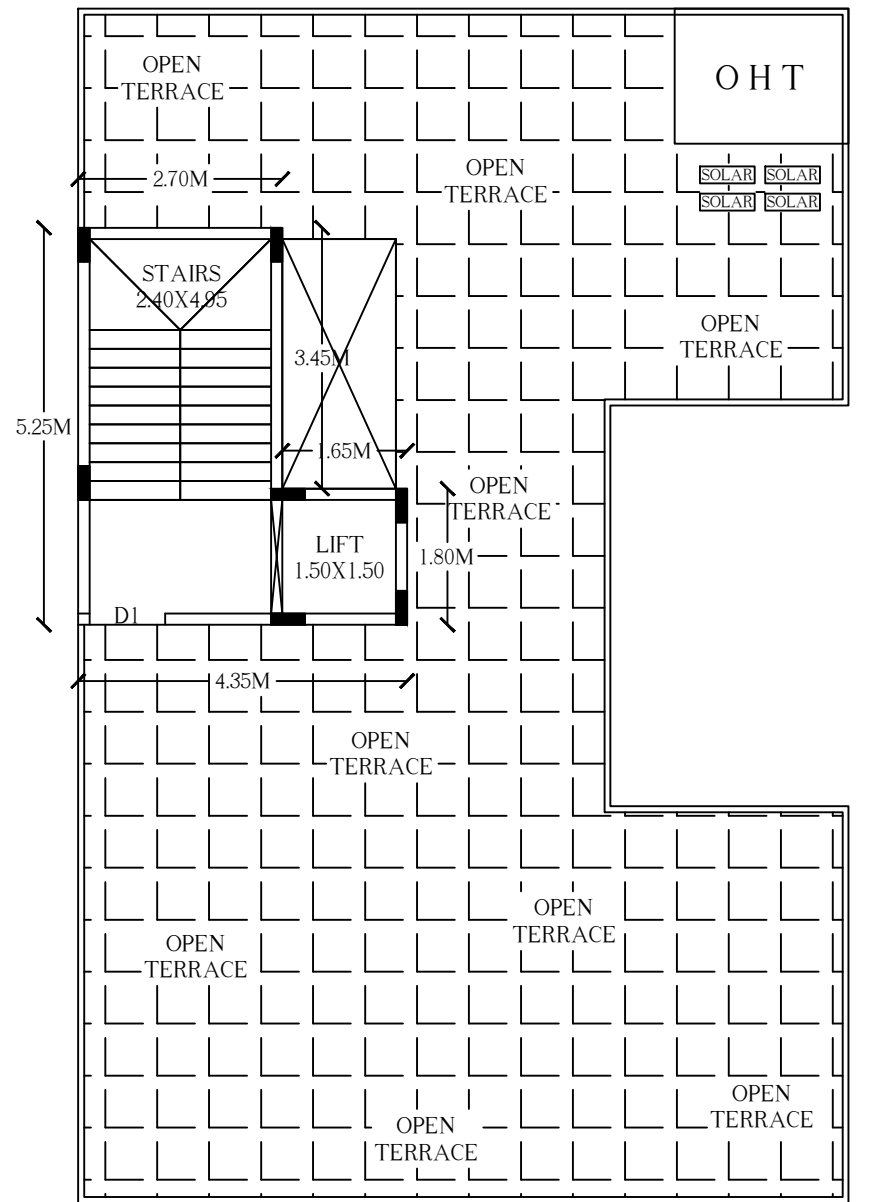 OPEN
TERRACE
O H T
OPEN
TERRACE
SOLAR SOLAR
SOLAR SOLAR
2.70M
STAIRS
2.40X4.95
OPEN
TERRACE
3.45M
5.25M
1.65M
OPEN
TERRACE
LIFT
1.50X1.50
1.80M
D1
4.35M
OPEN
TERRACE
OPEN
TERRACE
OPEN
TERRACE
OPEN
TERRACE
OPEN
TERRACE